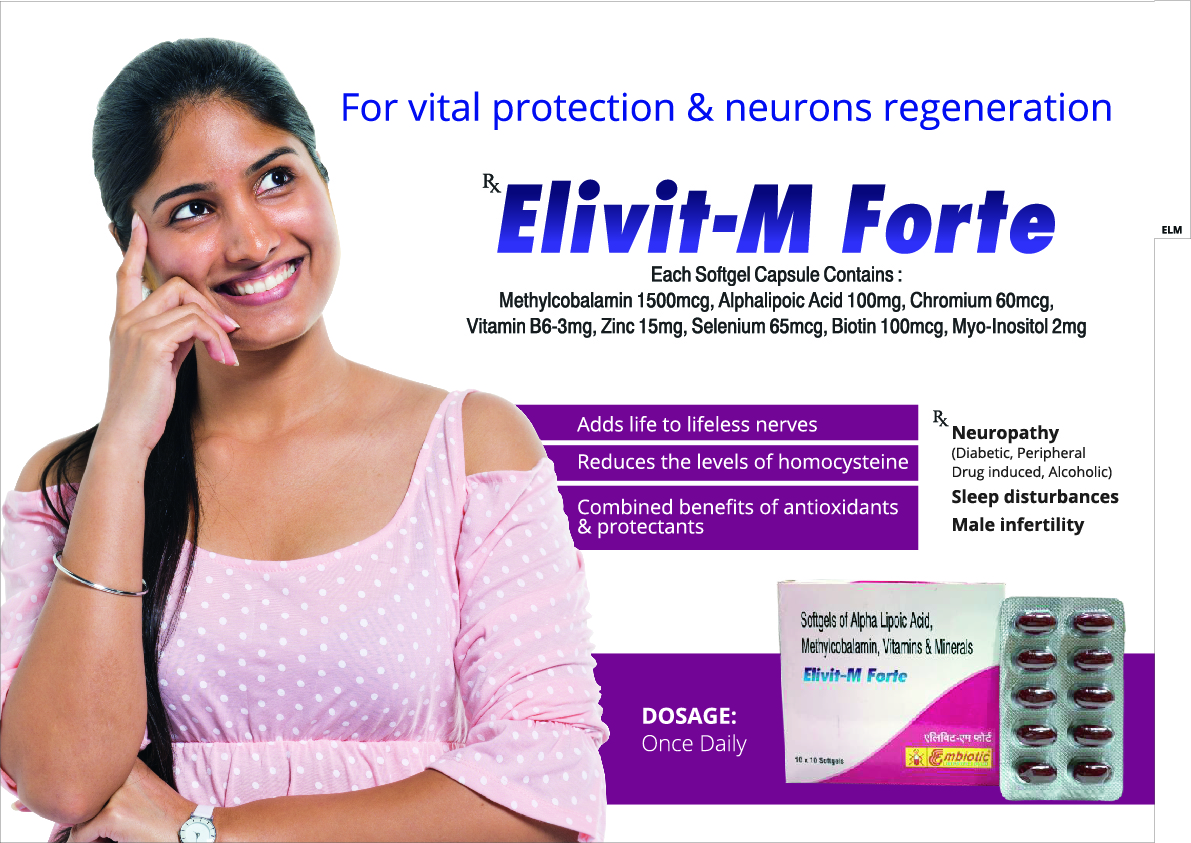 For vital protection & neurons regeneration
Rx Elivit-M Forte
ELM
Each Softgel Capsule Contains :
Methylcobalamin 1500mcg, Alphalipoic Acid 100mg, Chromium 60mcg,
Vitamin B6-3mg, Zinc 15mg, Selenium 65mcg, Biotin 100mcg, Myo-Inositol 2mg
Adds life to lifeless nerves
Reduces the levels of homocysteine
Combined benefits of antioxidants
& protectants
Rx
Neuropathy
(Diabetic, Peripheral
Drug induced, Alcoholic)
Sleep disturbances
Male infertility
DOSAGE:
Once Daily
Softgels of Alpha Lipoic Acid,
Methylcobalamin, Vitamins & Minerals
Elivit-M Forte
एलिविट-एम फोर्ट
Embiotic
10 x 10 Softgels